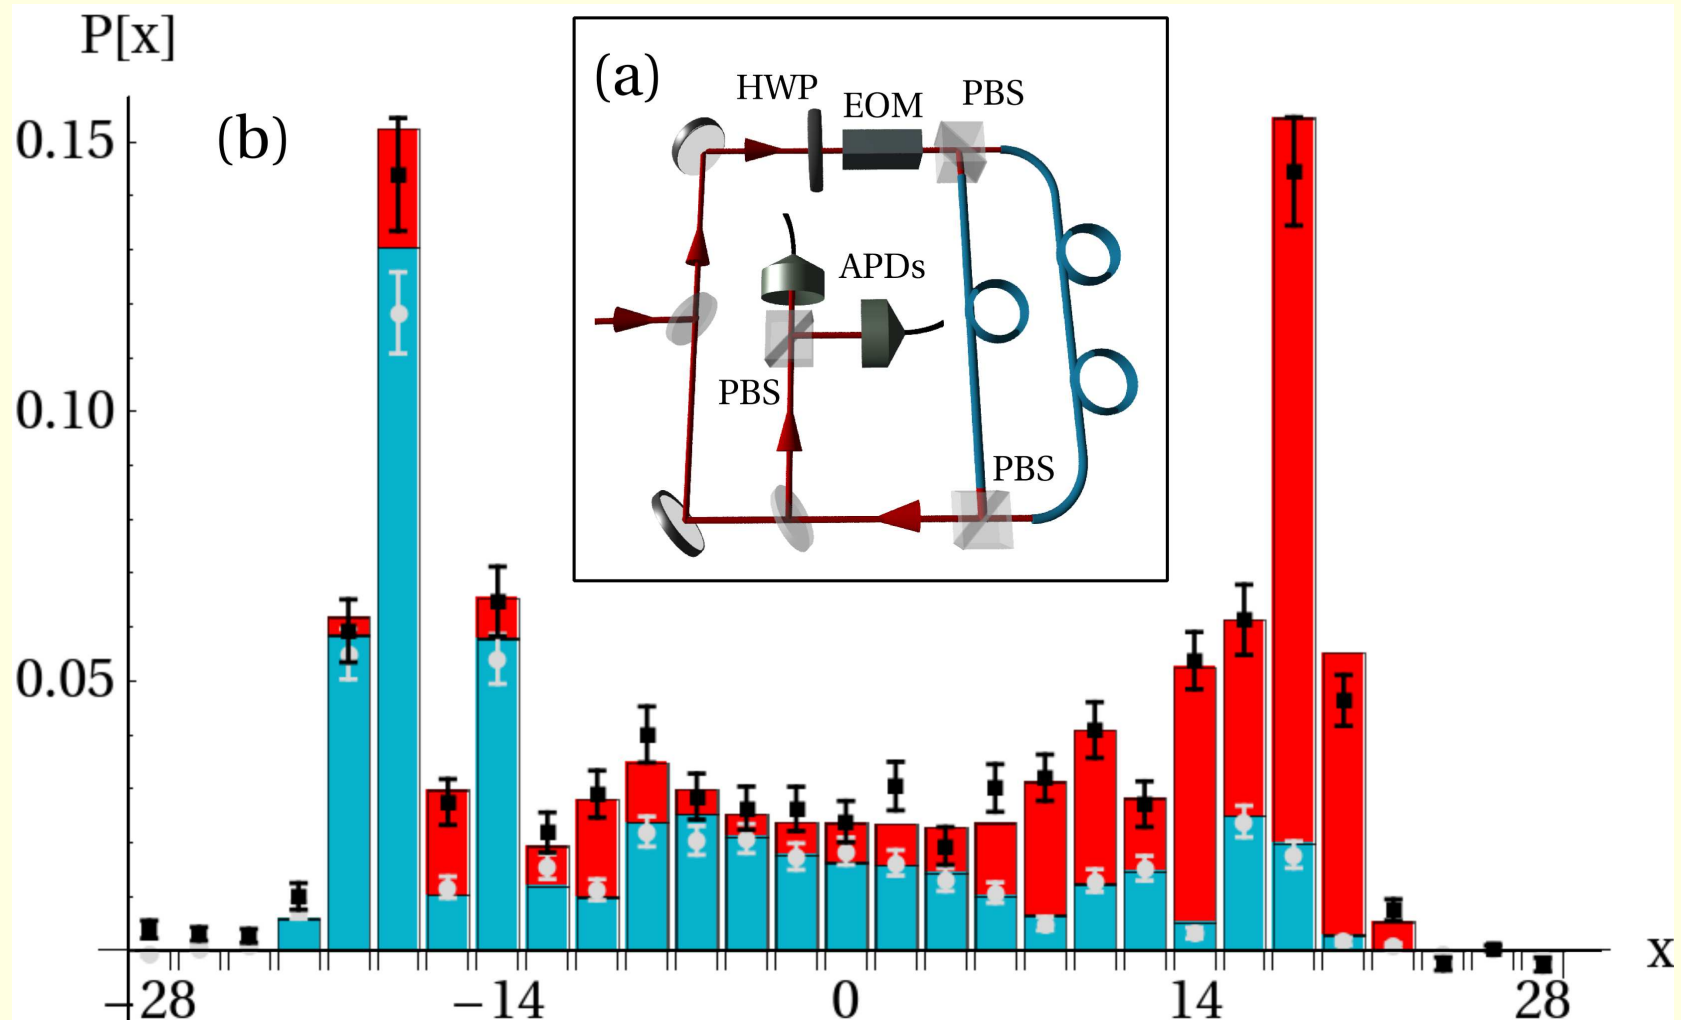 P[x]
(a)
HWP
EOM
PBS
0.15
(b)
APDs
PBS
0.10
PBS
0.05
x
−28
−14
0
14
28